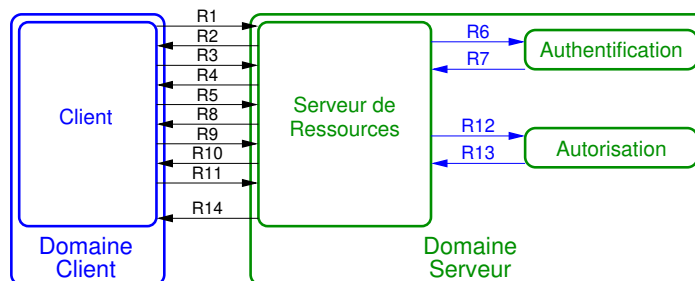 R1
R2
R3
R4
R5
R8
R9
R10
R11
R14
Client
Serveur de
Ressources
R6
R7
R12
R13
Authentification
Autorisation
Domaine
Client
Domaine
Serveur